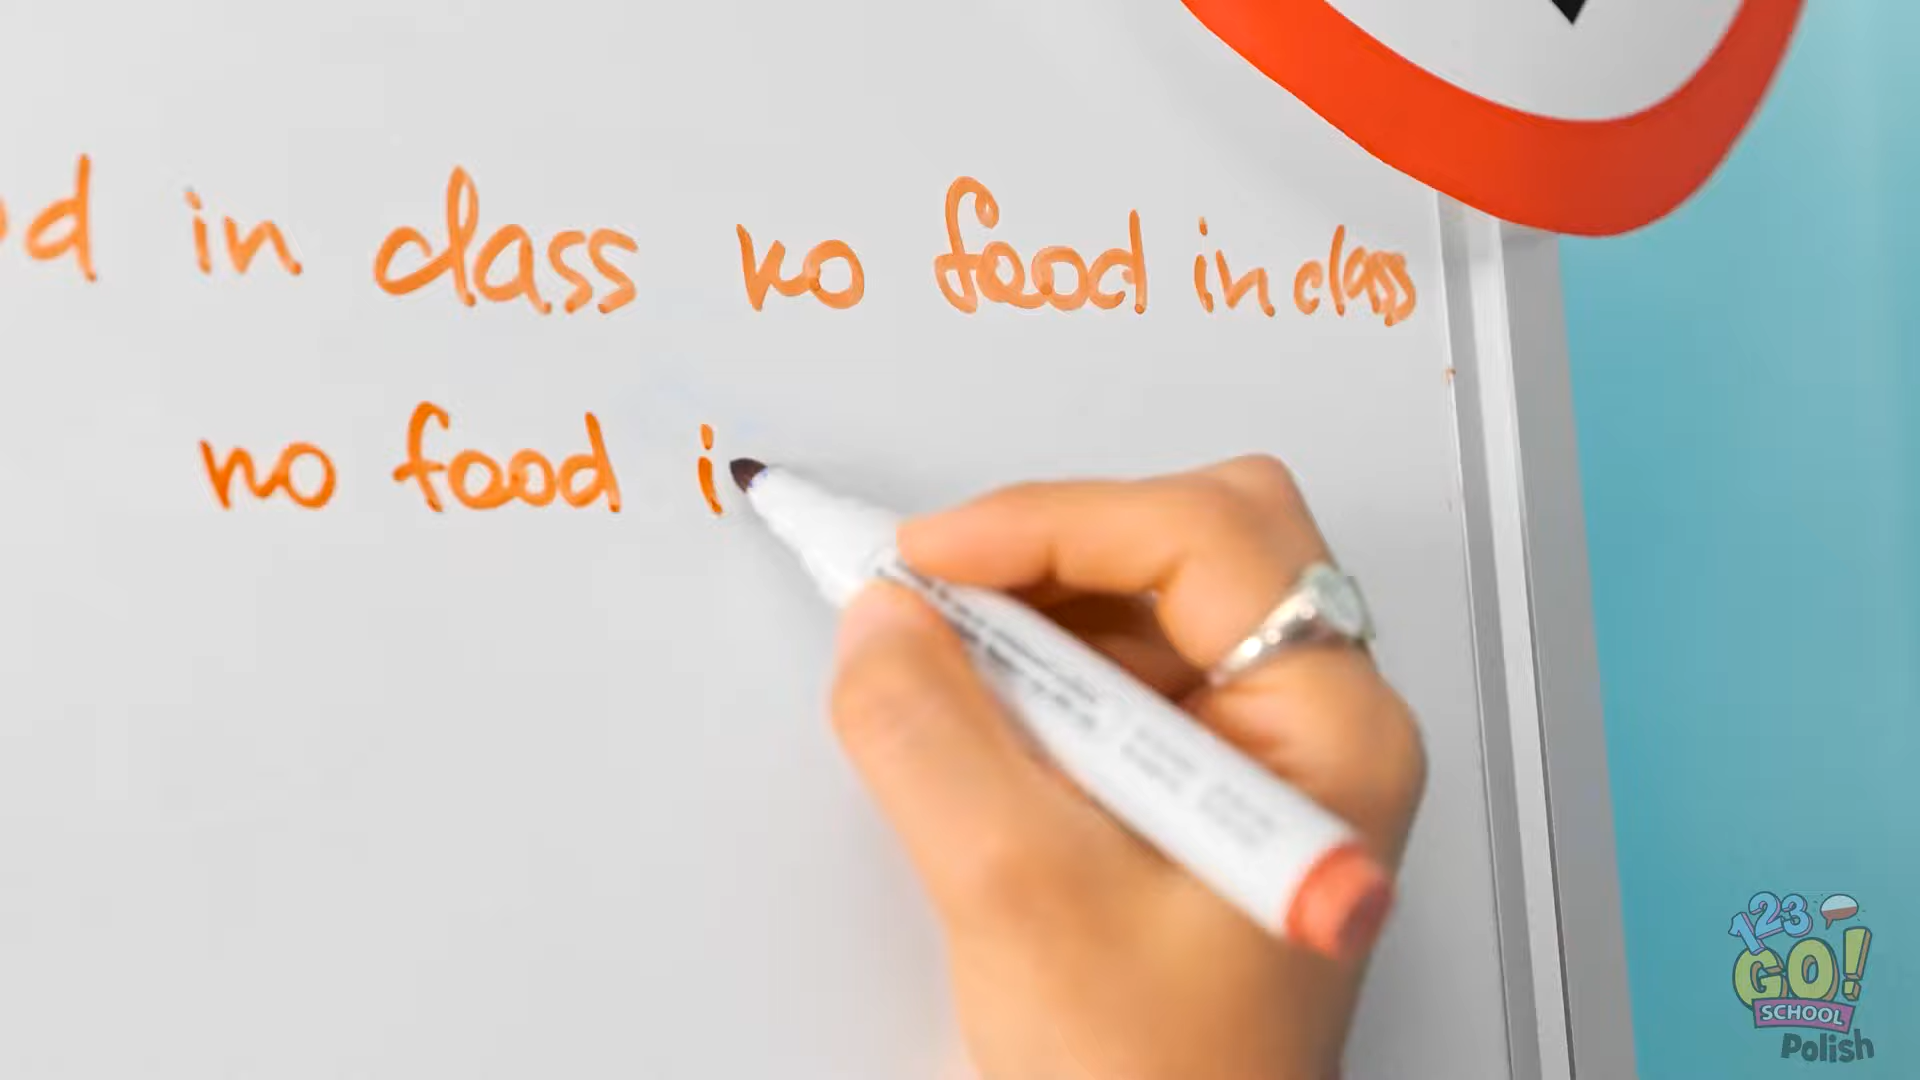 d in class no food in class
no food i
123
GO!
SCHOOL
Polish